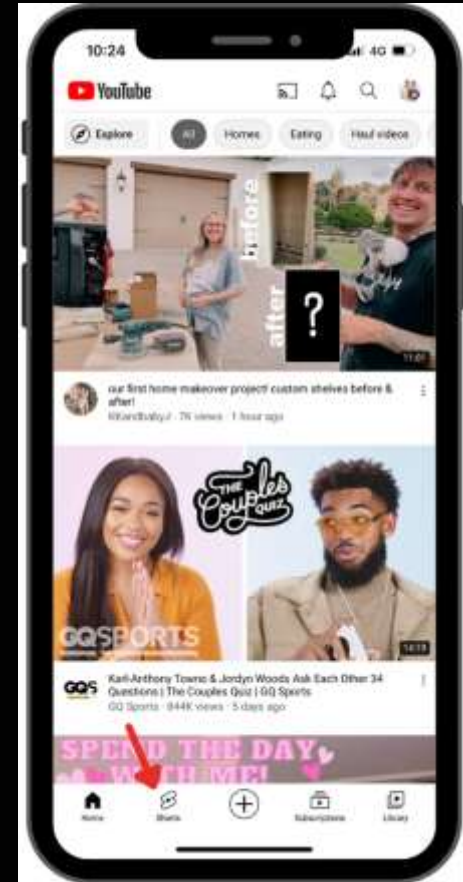 10:24
4G
YouTube
Explore
All
Homes
Eating
Haul videos
before
after
?
11:01
our first home makeover project! custom shelves before &
after!
7K views · 1 hour ago
THE
Couples
QUIZ
GQSPORTS
14:19
GQS
Karl-Anthony Towns & Jordyn Woods Ask Each Other 34
Questions | The Couples Quiz | GQ Sports
GQ Sports · 844K views · 5 days ago
SPEND THE DAY
WITH ME!
Home
Shorts
Subscriptions
Library